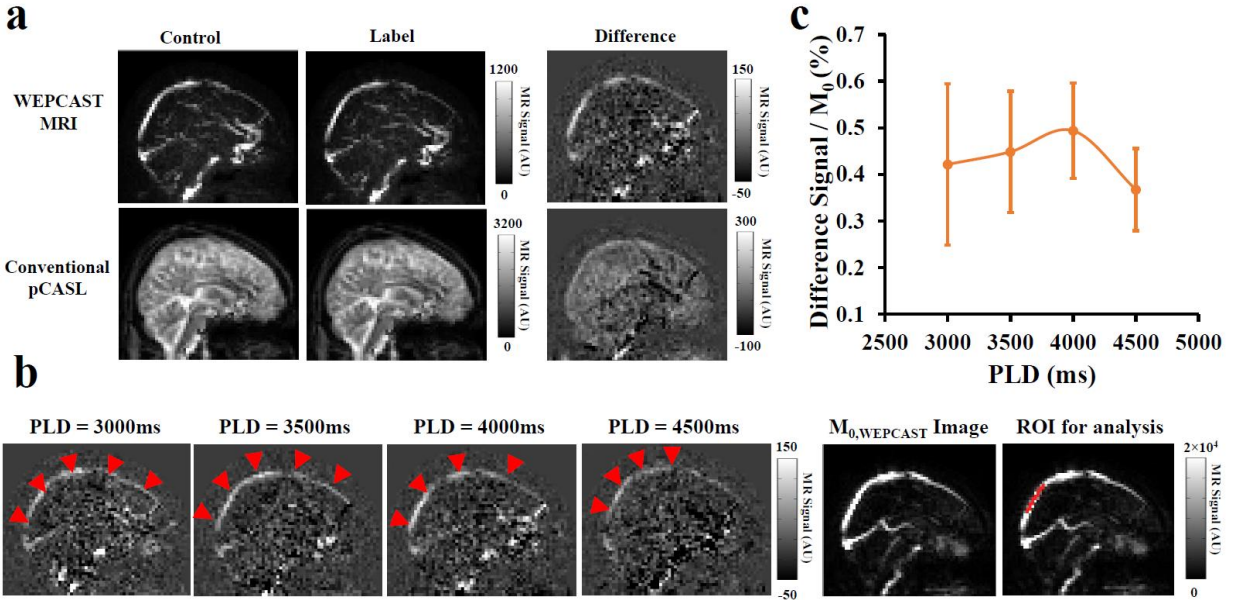 a
Control
Label
Difference
WEPCAST
MRI
1200
MR Signal (AU)
0
150
MR Signal (AU)
-50
Conventional
pCASL
3200
MR Signal (AU)
0
300
MR Signal (AU)
-100
c
Difference Signal / M0 (%)
0.7
0.6
0.5
0.4
0.3
0.2
0.1
2500 3000 3500 4000 4500 5000
PLD (ms)
b
PLD = 3000ms
PLD = 3500ms
PLD = 4000ms
PLD = 4500ms
150
MR Signal (AU)
-50
M0,WEPCAST Image
ROI for analysis
2×10⁴
MR Signal (AU)
0